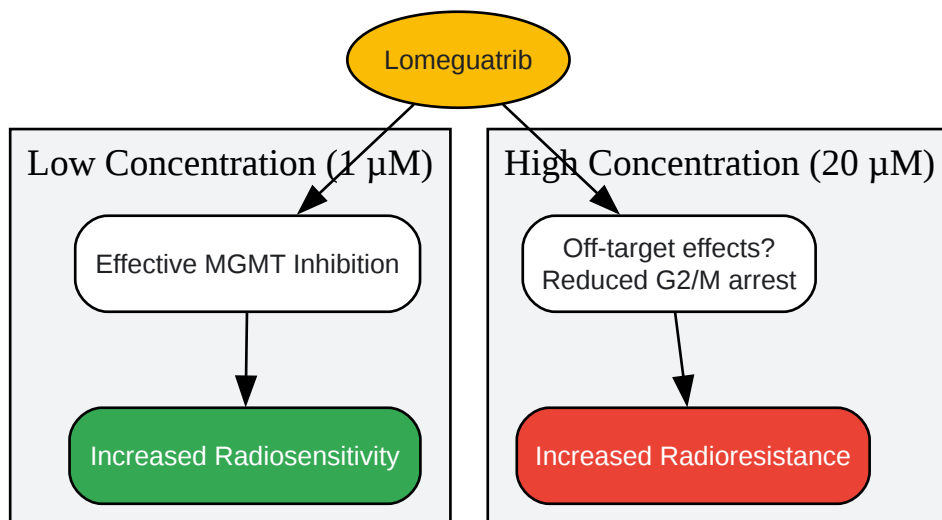 Lomeguatrib
Low Concentration (1 µM)
High Concentration (20 µM)
Effective MGMT Inhibition
Off-target effects?
Reduced G2/M arrest
Increased Radiosensitivity
Increased Radioresistance